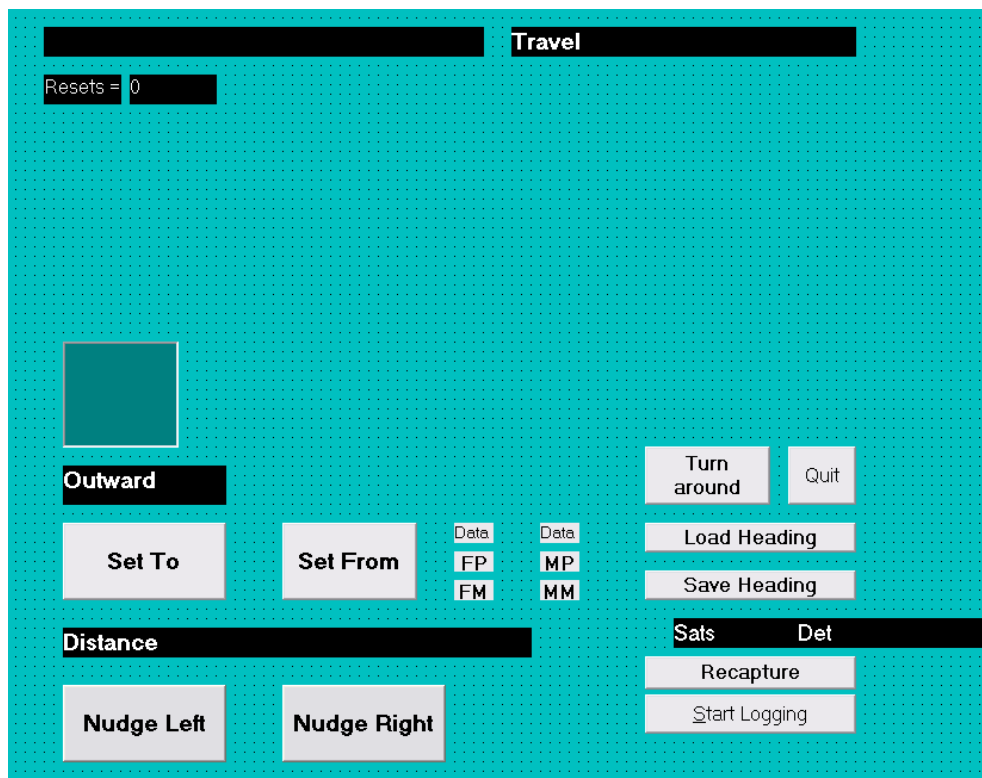 Travel
Resets = 0
Outward
Turn
around
Quit
Set To
Set From
Data
Data
FP
MP
FM
MM
Load Heading
Save Heading
Distance
Sats Det
Recapture
Nudge Left
Nudge Right
Start Logging